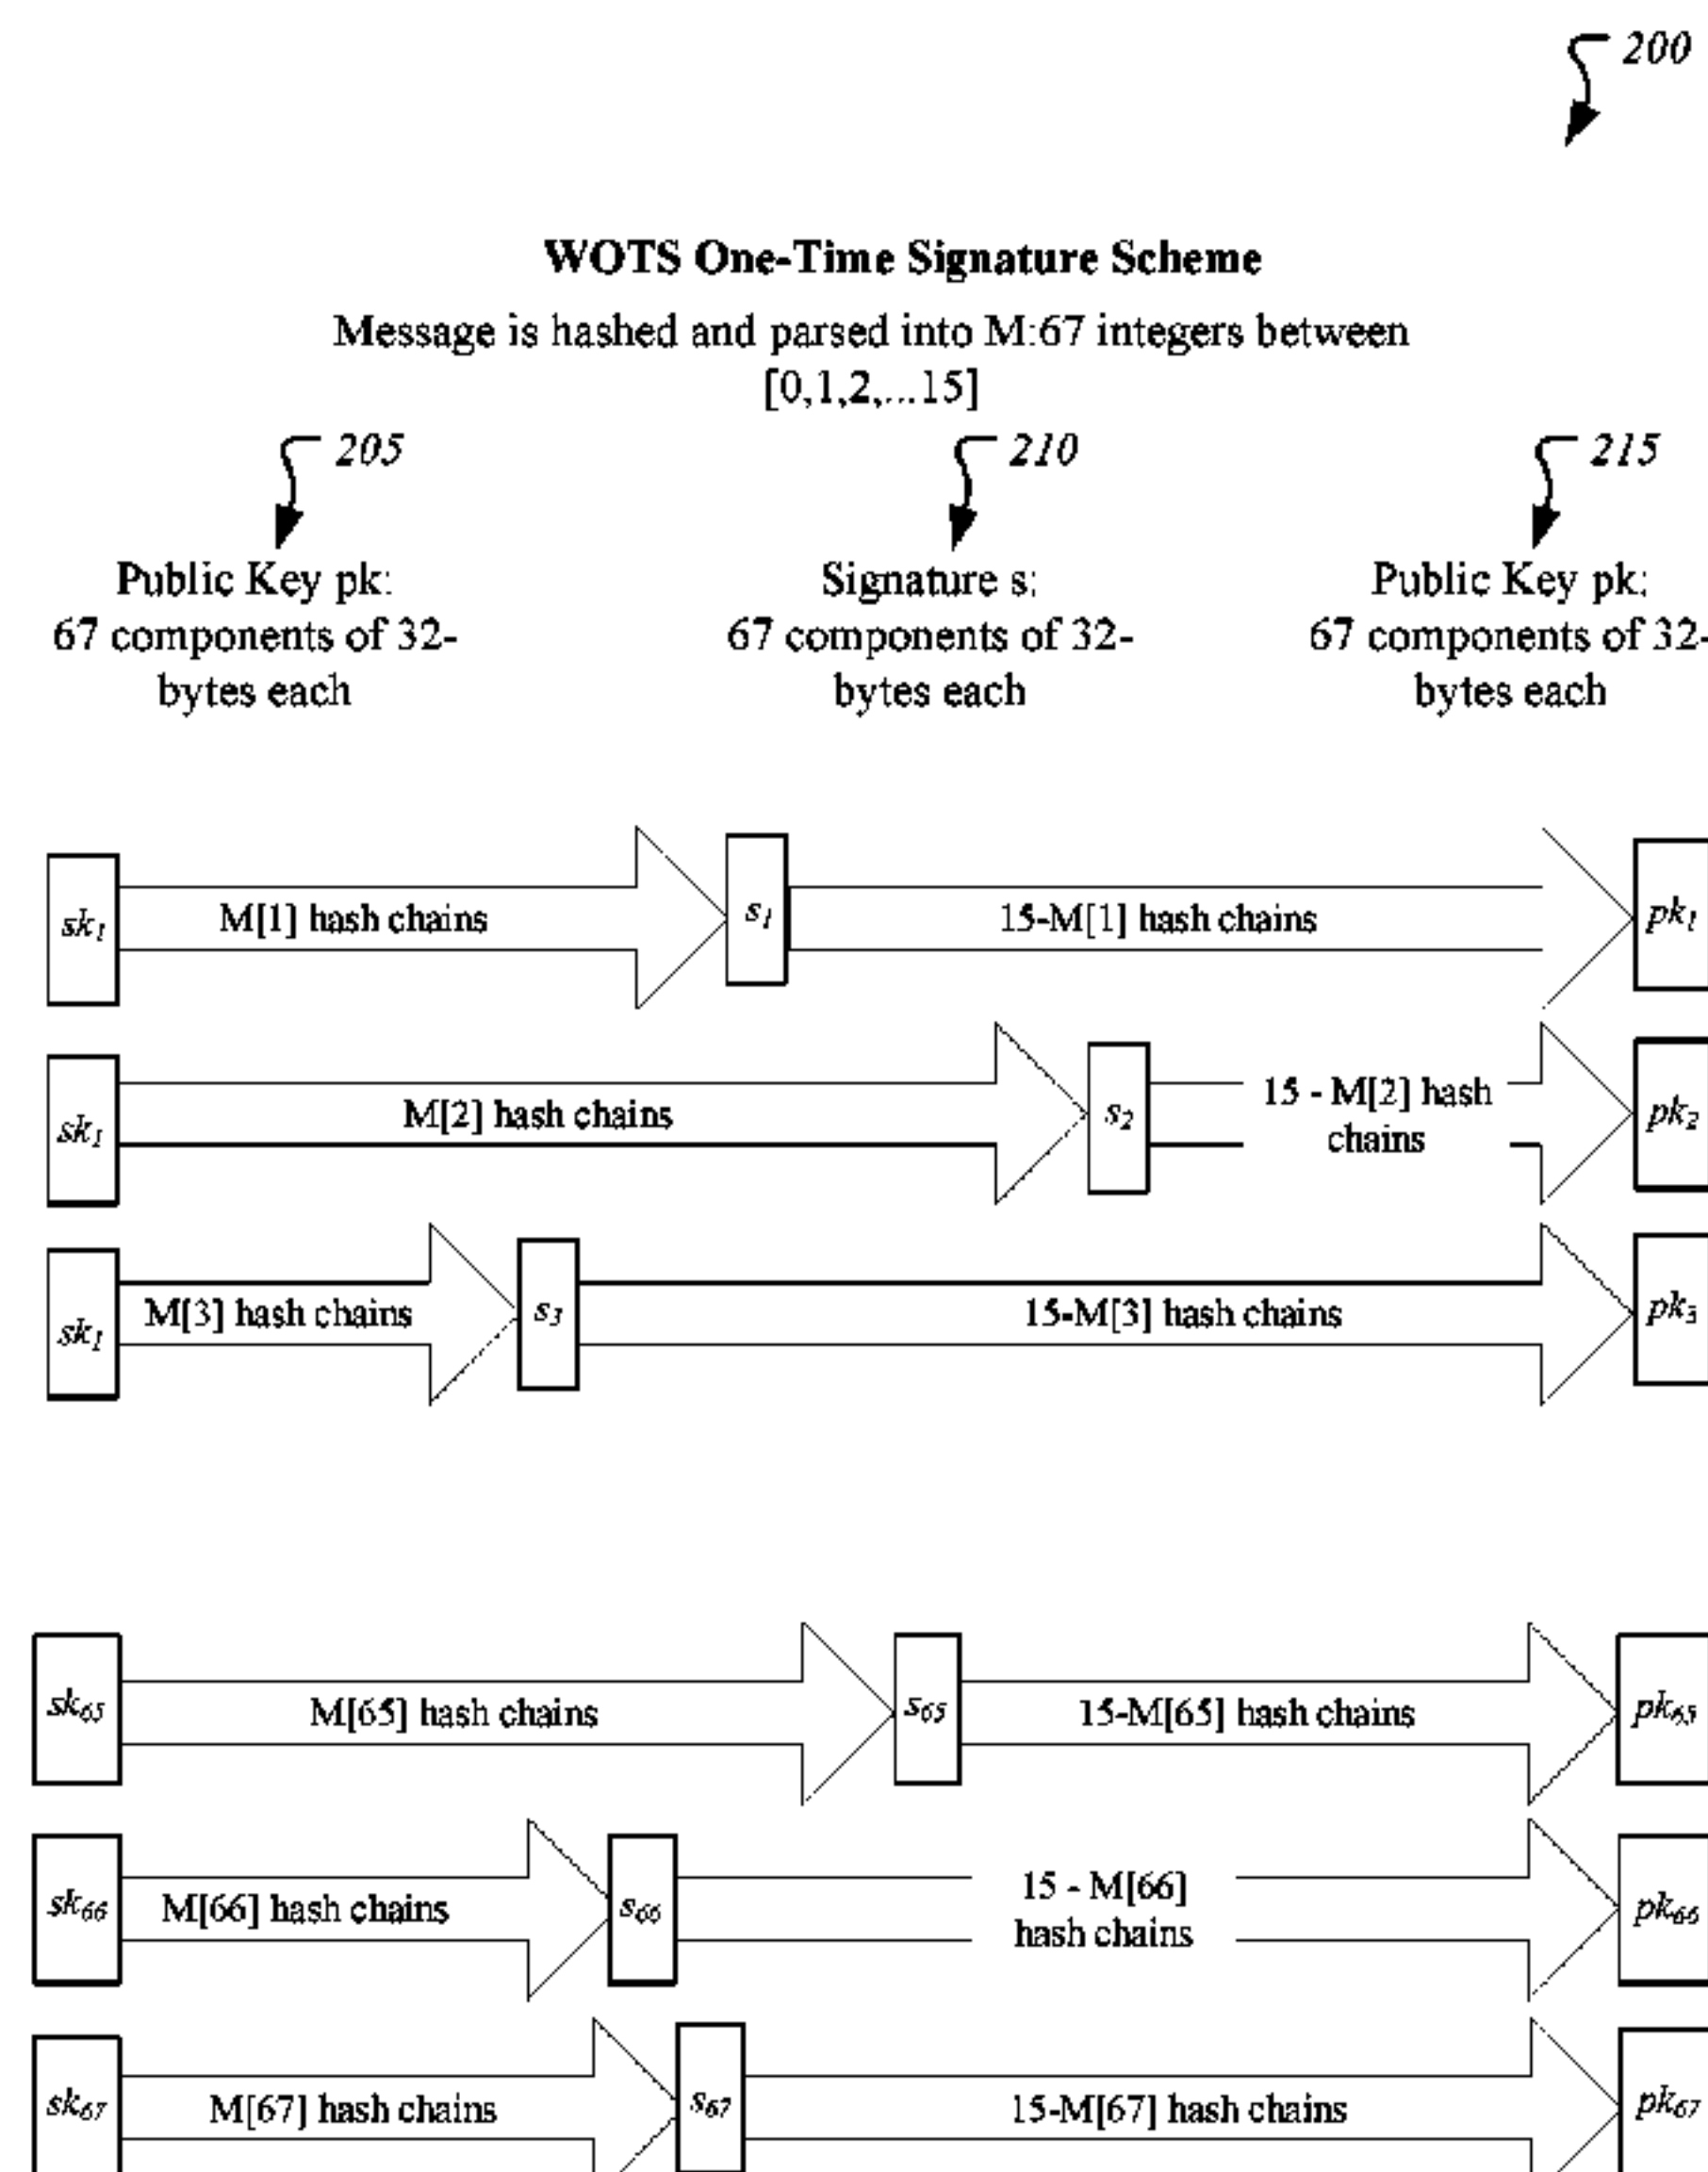 200
WOTS One-Time Signature Scheme
Message is hashed and parsed into M:67 integers between
[0,1,2,...15]
205
210
215
Public Key pk:
67 components of 32-
bytes each
Signature s:
67 components of 32-
bytes each
Public Key pk:
67 components of 32-
bytes each
sk1
M[1] hash chains
s1
15-M[1] hash chains
pk1
sk1
M[2] hash chains
s2
15 - M[2] hash
chains
pk2
sk1
M[3] hash chains
s3
15-M[3] hash chains
pk3
sk65
M[65] hash chains
s65
15-M[65] hash chains
pk65
sk66
M[66] hash chains
s66
15 - M[66]
hash chains
pk66
sk67
M[67] hash chains
s67
15-M[67] hash chains
pk67